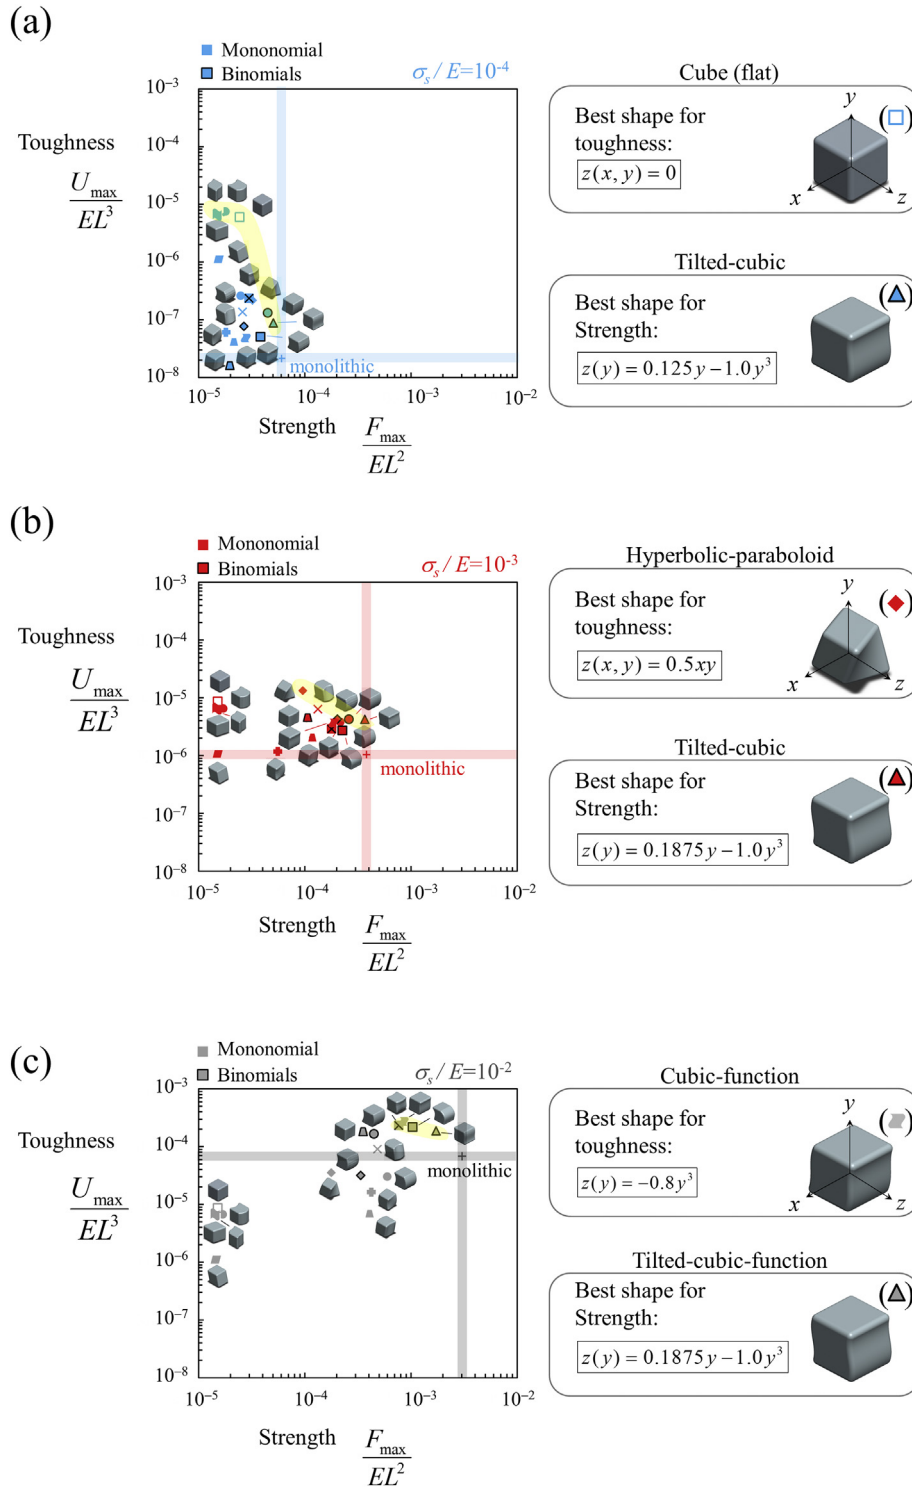 (a)
Mononomial
Binomials
σs/E=10-4
Toughness
Umax
EL3
10−3
10−4
10−5
10−6
10−7
10−8
monolithic
10−5
10−4
10−3
10−2
Strength
Fmax
EL2
Cube (flat)
Best shape for
toughness:
z(x, y) = 0
y
x
z
Tilted-cubic
Best shape for
Strength:
z(y) = 0.125y−1.0y3
(b)
Mononomial
Binomials
σs/E=10-3
Toughness
Umax
EL3
10−3
10−4
10−5
10−6
10−7
10−8
monolithic
10−5
10−4
10−3
10−2
Strength
Fmax
EL2
Hyperbolic-paraboloid
Best shape for
toughness:
z(x, y) = 0.5xy
y
x
z
Tilted-cubic
Best shape for
Strength:
z(y) = 0.1875y−1.0y3
(c)
Mononomial
Binomials
σs/E=10-2
Toughness
Umax
EL3
10−3
10−4
10−5
10−6
10−7
10−8
monolithic
10−5
10−4
10−3
10−2
Strength
Fmax
EL2
Cubic-function
Best shape for
toughness:
z(y) = −0.8y3
y
x
z
Tilted-cubic-function
Best shape for
Strength:
z(y) = 0.1875y−1.0y3